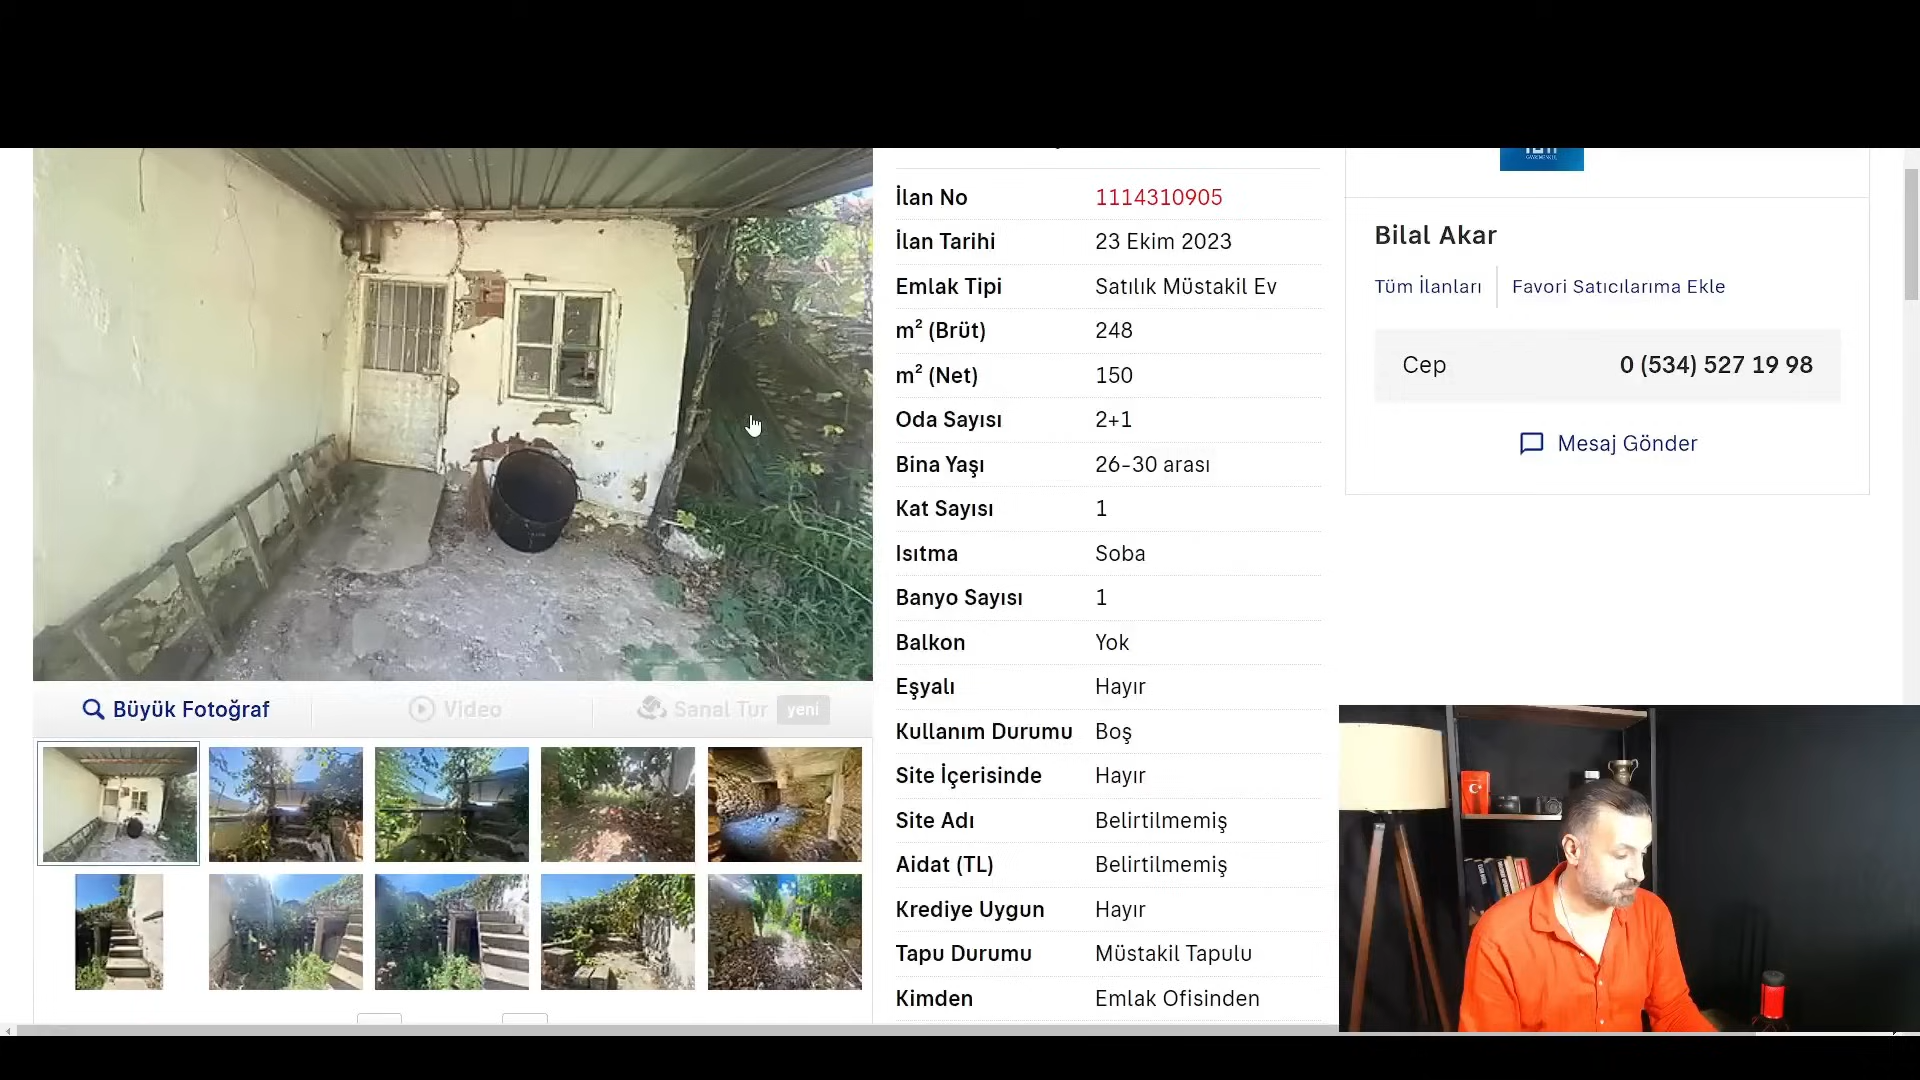 İlan No 1114310905
İlan Tarihi 23 Ekim 2023
Emlak Tipi Satılık Müstakil Ev
m² (Brüt) 248
m² (Net) 150
Oda Sayısı 2+1
Bina Yaşı 26-30 arası
Kat Sayısı 1
Isıtma Soba
Banyo Sayısı 1
Balkon Yok
Eşyalı Hayır
Kullanım Durumu Boş
Site İçerisinde Hayır
Site Adı Belirtilmemiş
Aidat (TL) Belirtilmemiş
Krediye Uygun Hayır
Tapu Durumu Müstakil Tapulu
Kimden Emlak Ofisinden
Bilal Akar
Tüm İlanları Favori Satıcılarıma Ekle
Cep 0 (534) 527 19 98
Mesaj Gönder
Büyük Fotoğraf Video Sanal Tur yeni